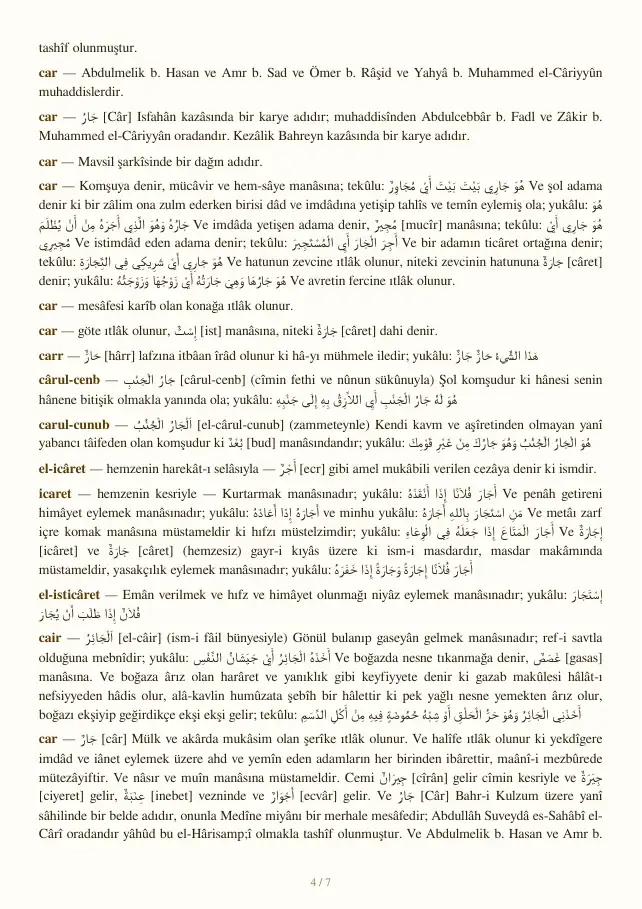 tashîf olunmuştur.
car — Abdulmelik b. Hasan ve Amr b. Sad ve Ömer b. Râşid ve Yahyâ b. Muhammed el-Câriyyûn
muhaddislerdir.
car — جَارُ [Câr] Isfahân kazâsında bir karye adıdır; muhaddisînden Abdulcebbâr b. Fadl ve Zâkir b.
Muhammed el-Câriyyân oradandır. Kezâlik Bahreyn kazâsında bir karye adıdır.
car — Mavsil şarkîsinde bir dağın adıdır.
car — Komşuya denir, mücâvir ve hem-sâye manâsına; tekûlu: هُوَ جَارِي بَيْتَ بَيْتَ أَيْ مُجَاوِرٌ Ve şol adama
denir ki bir zâlim ona zulm ederken birisi dâd ve imdâdına yetişip tahlîs ve temîn eylemiş ola; yukâlu: هُوَ
جَارُهُ وَهُوَ الَّذِي أَجَرَهُ مِنْ أَنْ يُظْلَمَ Ve imdâda yetişen adama denir, مُجِيرٌ [mucîr] manâsına; tekûlu: هُوَ جَارِي أَيْ
مُجِيرِي Ve istimdâd eden adama denir; tekûlu: أَجِرَ الْجَارَ أَيِ الْمُسْتَجِيرَ Ve bir adamın ticâret ortağına denir;
tekûlu: هُوَ جَارِي أَيْ شَرِيكِي فِي التِّجَارَةِ Ve hatunun zevcine ıtlâk olunur, niteki zevcinin hatununa جَارَةٌ [câret]
denir; yukâlu: هُوَ جَارُهَا وَهِيَ جَارَتُهُ أَيْ زَوْجُهَا وَزَوْجَتُهُ Ve avretin fercine ıtlâk olunur.
car — mesâfesi karîb olan konağa ıtlâk olunur.
car — göte ıtlâk olunur, إِسْتٌ [ist] manâsına, niteki جَارَةٌ [câret] dahi denir.
carr — حَارٌّ [hârr] lafzına itbâan îrâd olunur ki hâ-yı mühmele iledir; yukâlu: هَذَا الشَّيْءُ حَارٌّ جَارٌّ
cârul-cenb — جَارُ الْجَنْبِ [cârul-cenb] (cîmin fethi ve nûnun sükûnuyla) Şol komşudur ki hânesi senin
hânene bitişik olmakla yanında ola; yukâlu: هُوَ لَهُ جَارُ الْجَنْبِ أَيِ اللاَّزِقُ بِهِ إِلَى جَنْبِهِ
carul-cunub — اَلْجَارُ الْجُنُبُ [el-cârul-cunub] (zammeteynle) Kendi kavm ve aşîretinden olmayan yanî
yabancı tâifeden olan komşudur ki بُعْدٌ [bud] manâsındandır; yukâlu: هُوَ الْجَارُ الْجُنُبُ وَهُوَ جَارُكَ مِنْ غَيْرِ قَوْمِكَ
el-icâret — hemzenin harekât-ı selâsıyla — أَجْرٌ [ecr] gibi amel mukâbili verilen cezâya denir ki ismdir.
icaret — hemzenin kesriyle — Kurtarmak manâsınadır; yukâlu: أَجَارَ فُلاَنًا إِذَا أَنْقَذَهُ Ve penâh getireni
himâyet eylemek manâsınadır; yukâlu: أَجَارَهُ إِذَا أَعَاذَهُ ve minhu yukâlu: مَنِ اسْتَجَارَ بِاللهِ أَجَارَهُ Ve metâı zarf
içre komak manâsına müstameldir ki hıfzı müstelzimdir; yukâlu: أَجَارَ الْمَتَاعَ إِذَا جَعَلَهُ فِي الْوِعَاءِ Ve إِجَارَةٌ
[icâret] ve جَارَةٌ [câret] (hemzesiz) gayr-i kıyâs üzere ki ism-i masdardır, masdar makâmında
müstameldir, yasakçılık eylemek manâsınadır; yukâlu: أَجَارَ فُلاَنًا إِجَارَةً وَجَارَةً إِذَا خَفَرَهُ
el-isticâret — Emân verilmek ve hıfz ve himâyet olunmağı niyâz eylemek manâsınadır; yukâlu: إِسْتَجَارَ
فُلاَنٌ إِذَا طَلَبَ أَنْ يُجَارَ
cair — اَلْجَائِرُ [el-câir] (ism-i fâil bünyesiyle) Gönül bulanıp gaseyân gelmek manâsınadır; ref-i savtla
olduğuna mebnîdir; yukâlu: أَخَذَهُ الْجَائِرُ أَيْ جَيَشَانُ النَّفْسِ Ve boğazda nesne tıkanmağa denir, غَصَصٌ [gasas]
manâsına. Ve boğaza ârız olan harâret ve yanıklık gibi keyfiyyete denir ki gazab makûlesi hâlât-ı
nefsiyyeden hâdis olur, alâ-kavlin humûzata şebîh bir hâlettir ki pek yağlı nesne yemekten ârız olur,
boğazı ekşiyip geğirdikçe ekşi ekşi gelir; tekûlu: أَخَذَنِي الْجَائِرُ وَهُوَ حَرُّ الْحَلْقِ أَوْ شِبْهُ حُمُوضَةٍ فِيهِ مِنْ أَكْلِ الدَّسَمِ
car — جَارٌ [câr] Mülk ve akârda mukâsim olan şerîke ıtlâk olunur. Ve halîfe ıtlâk olunur ki yekdîgere
imdâd ve iânet eylemek üzere ahd ve yemîn eden adamların her birinden ibârettir, maânî-i mezbûrede
mütezâyiftir. Ve nâsır ve muîn manâsına müstameldir. Cemi جِيرَانٌ [cîrân] gelir cîmin kesriyle ve جِيَرَةٌ
[ciyeret] gelir, عِنَبَةٌ [inebet] vezninde ve أَجْوَارٌ [ecvâr] gelir. Ve جَارُ [Câr] Bahr-i Kulzum üzere yanî
sâhilinde bir belde adıdır, onunla Medîne miyânı bir merhale mesâfedir; Abdullâh Suveydâ es-Sahâbî el-
Cârî oradandır yâhûd bu el-Hârisamp;î olmakla tashîf olunmuştur. Ve Abdulmelik b. Hasan ve Amr b.
4 / 7